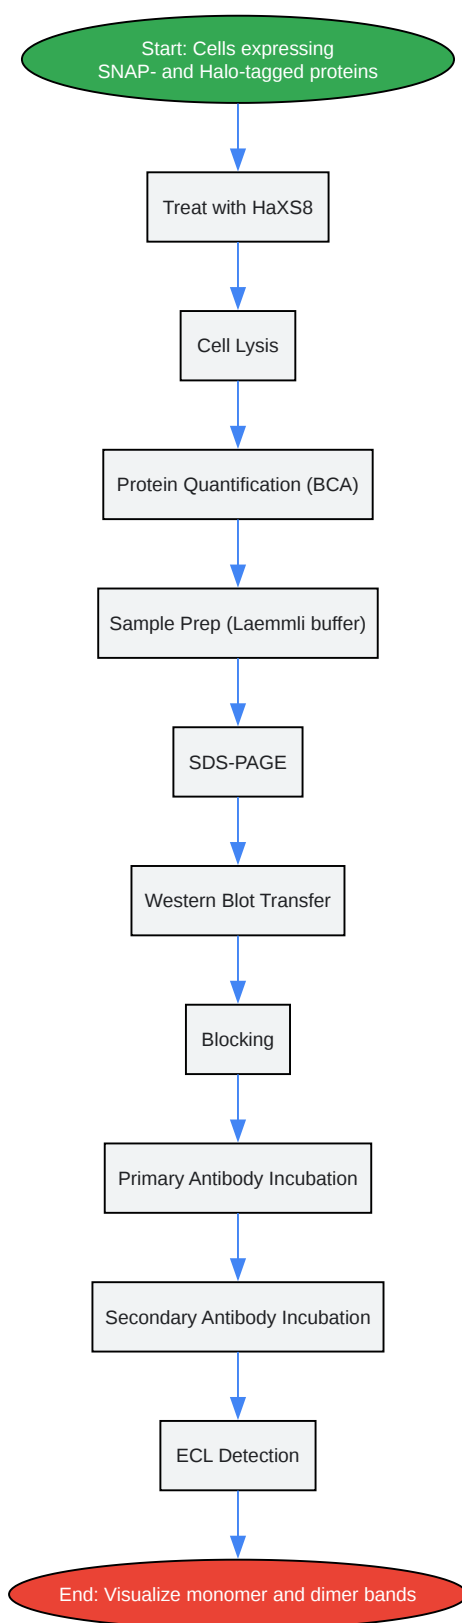 Start: Cells expressing
SNAP- and Halo-tagged proteins
Treat with HaXS8
Cell Lysis
Protein Quantification (BCA)
Sample Prep (Laemmli buffer)
SDS-PAGE
Western Blot Transfer
Blocking
Primary Antibody Incubation
Secondary Antibody Incubation
ECL Detection
End: Visualize monomer and dimer bands